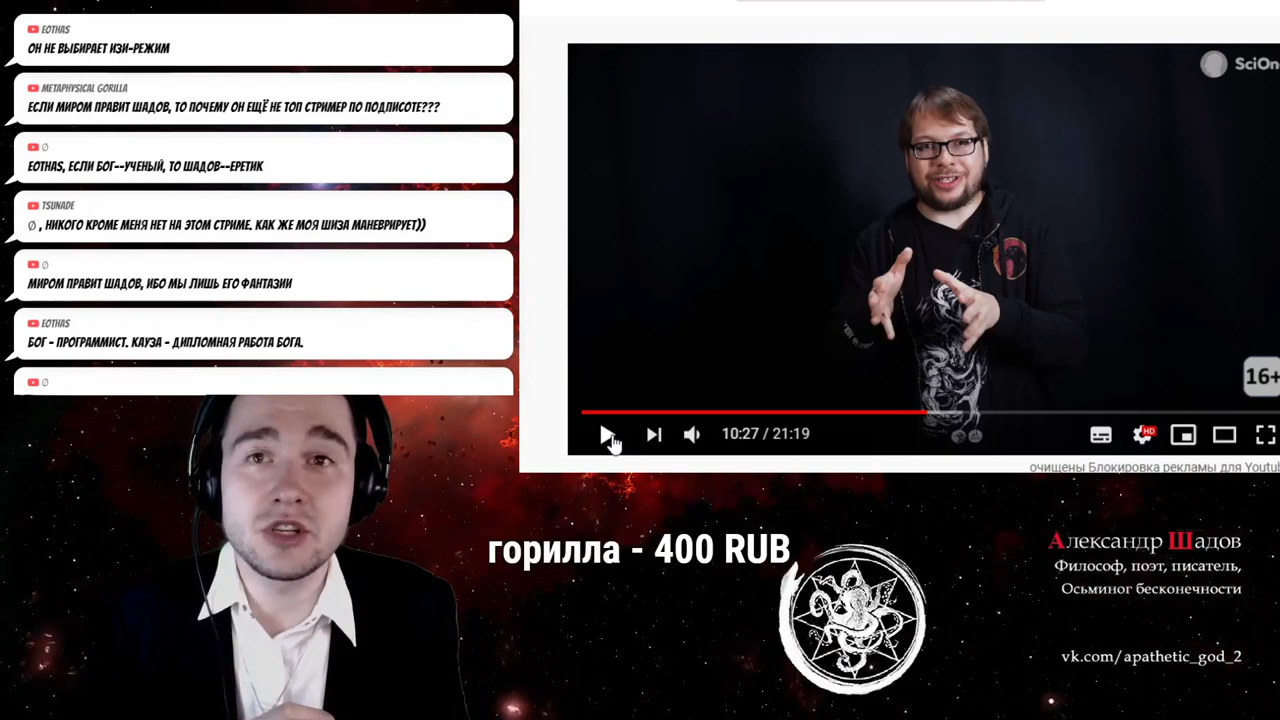 EOTHAS
ОН НЕ ВЫБИРАЕТ ИЗИ-РЕЖИМ
METAPHYSICAL GORILLA
ЕСЛИ МИРОМ ПРАВИТ ШАДОВ, ТО ПОЧЕМУ ОН ЕЩЁ НЕ ТОП СТРИМЕР ПО ПОДПИСОТЕ???
Ø
EOTHAS, ЕСЛИ БОГ--УЧЕНЫЙ, ТО ШАДОВ--ЕРЕТИК
TSUNADE
Ø , НИКОГО КРОМЕ МЕНЯ НЕТ НА ЭТОМ СТРИМЕ. КАК ЖЕ МОЯ ШИЗА МАНЕВРИРУЕТ))
Ø
МИРОМ ПРАВИТ ШАДОВ, ИБО МЫ ЛИШЬ ЕГО ФАНТАЗИИ
EOTHAS
БОГ - ПРОГРАММИСТ. КАУЗА - ДИПЛОМНАЯ РАБОТА БОГА.
Ø
SciOn
16+
10:27 / 21:19
HD
очищены Блокировка рекламы для Youtub
горилла - 400 RUB
Александр Шадов
Философ, поэт, писатель,
Осьминог бесконечности
vk.com/apathetic_god_2